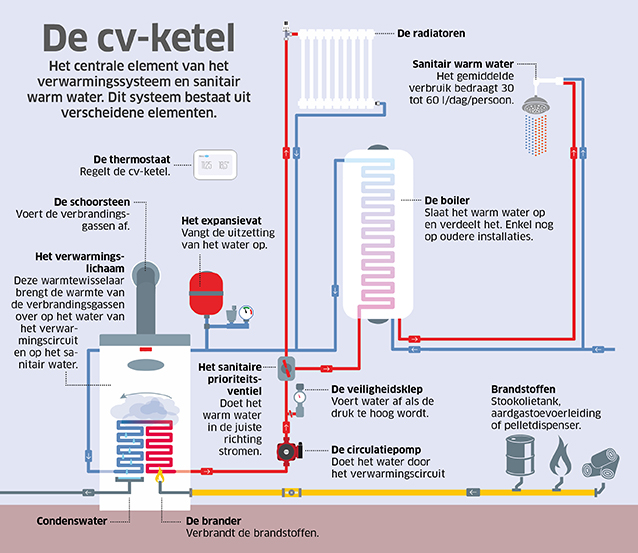 De cv-ketel
Het centrale element van het
verwarmingssysteem en sanitair
warm water. Dit systeem bestaat uit
verscheidene elementen.
De radiatoren
Sanitair warm water
Het gemiddelde
verbruik bedraagt 30
tot 60 l/dag/persoon.
De thermostaat
Regelt de cv-ketel.
De schoorsteen
Voert de verbrandings-
gassen af.
Het expansievat
Vangt de uitzetting
van het water op.
De boiler
Slaat het warm water op
en verdeelt het. Enkel nog
op oudere installaties.
Het verwarmings-
lichaam
Deze warmtewisselaar
brengt de warmte van
de verbrandingsgassen
over op het water van
het verwar-
mingscircuit
en op het sa-
nitair water.
Het sanitaire
prioriteits-
ventiel
Doet het
warm water
in de juiste
richting
stromen.
De veiligheidsklep
Voert water af als de
druk te hoog wordt.
De circulatiepomp
Doet het water door
het verwarmingscircuit
Brandstoffen
Stookolietank,
aardgastoevoerleiding
of pelletdispenser.
Condenswater
De brander
Verbrandt de brandstoffen.